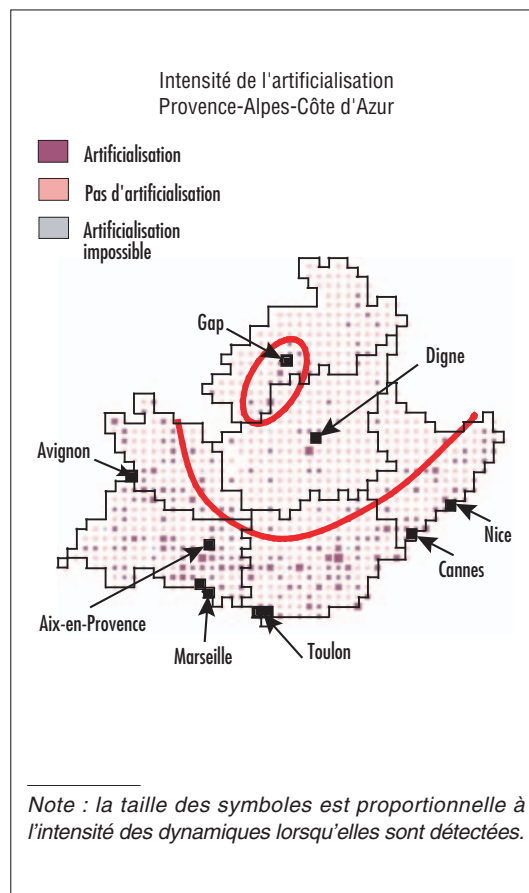 Intensité de l'artificialisation
Provence-Alpes-Côte d'Azur
Artificialisation
Pas d'artificialisation
Artificialisation
impossible
Gap
Digne
Avignon
Nice
Cannes
Aix-en-Provence
Marseille
Toulon
Note : la taille des symboles est proportionnelle à
l'intensité des dynamiques lorsqu'elles sont détectées.